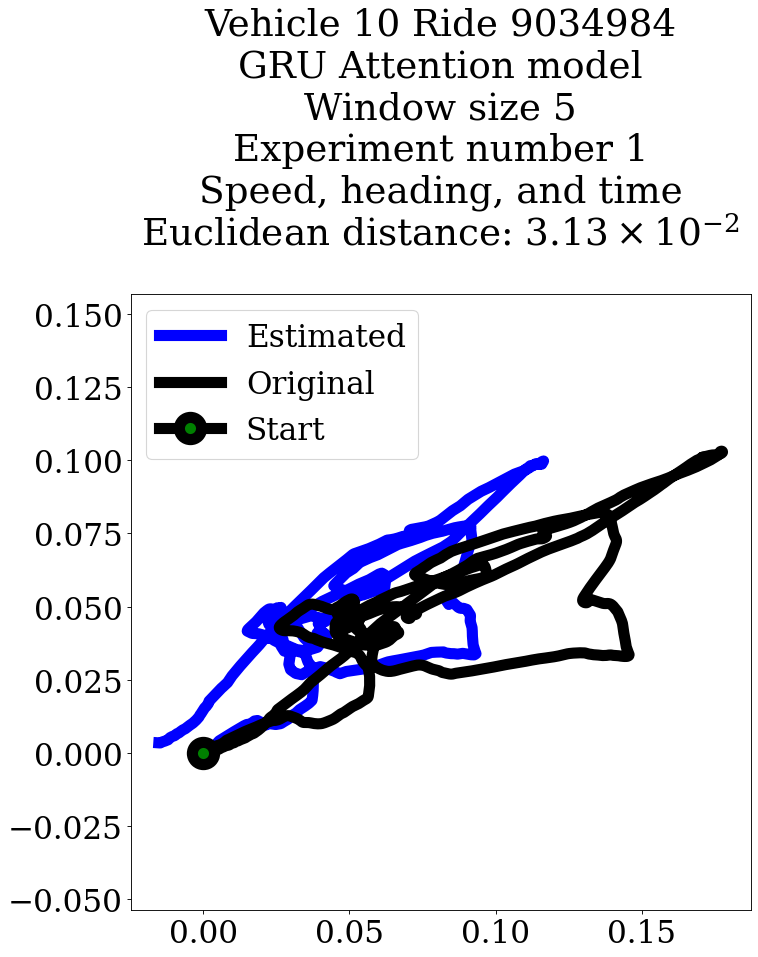 Vehicle 10 Ride 9034984
GRU Attention model
Window size 5
Experiment number 1
Speed, heading, and time
Euclidean distance: 3.13 × 10⁻²
Estimated
Original
Start
0.150
0.125
0.100
0.075
0.050
0.025
0.000
−0.025
−0.050
0.00 0.05 0.10 0.15